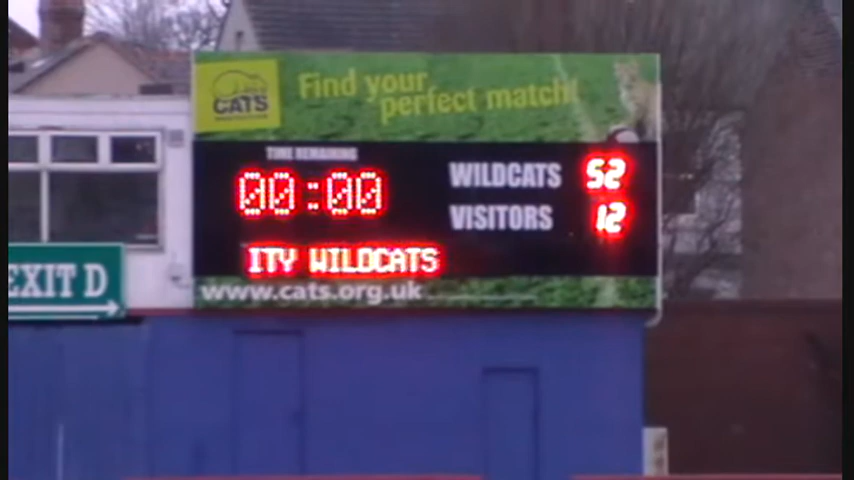 CATS
Find your
perfect match!
TIME REMAINING
00:00
WILDCATS 52
VISITORS 12
ITY WILDCATS
www.cats.org.uk
EXIT D